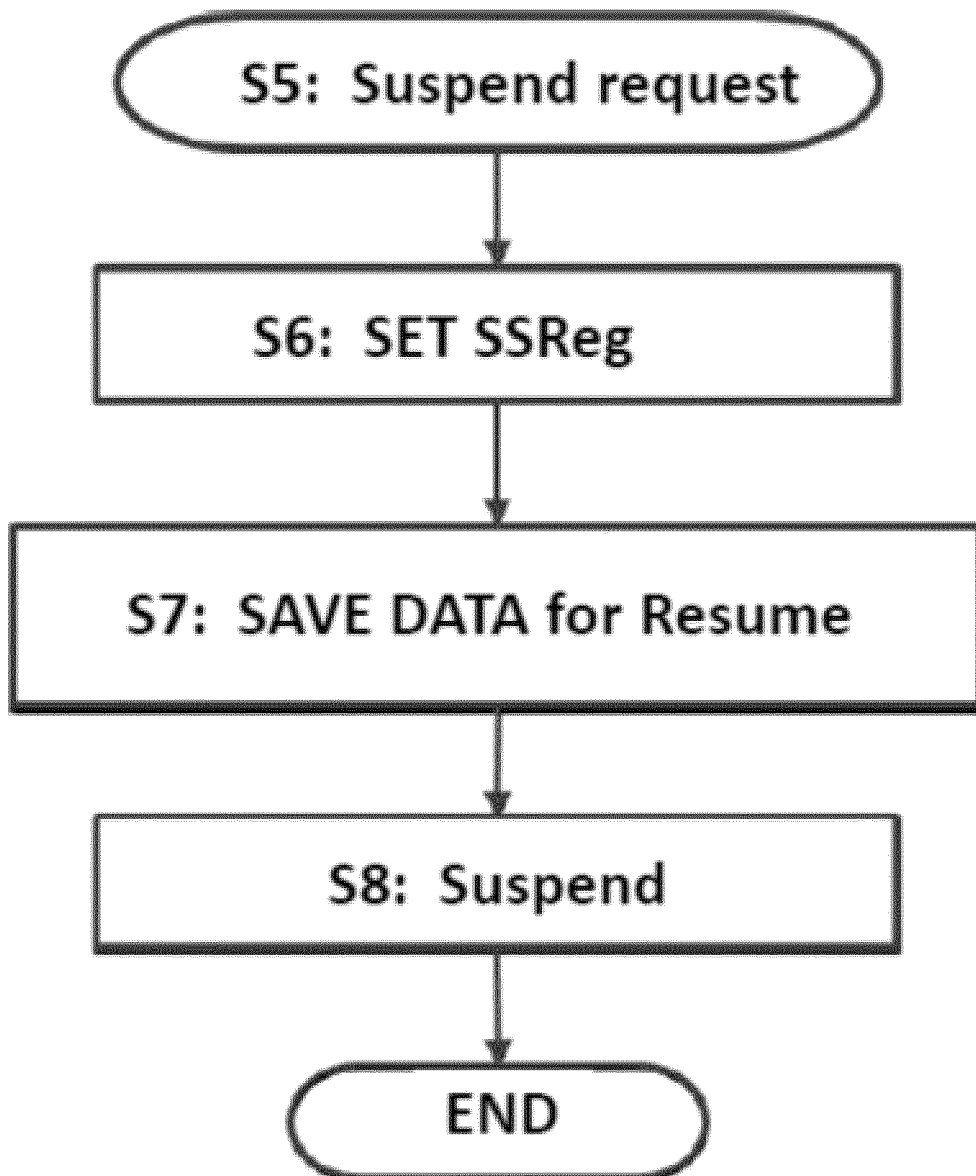 S5: Suspend request
S6: SET SSReg
S7: SAVE DATA for Resume
S8: Suspend
END